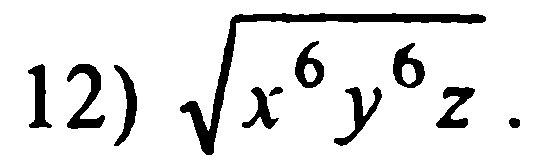 12) √x⁶y⁶z .